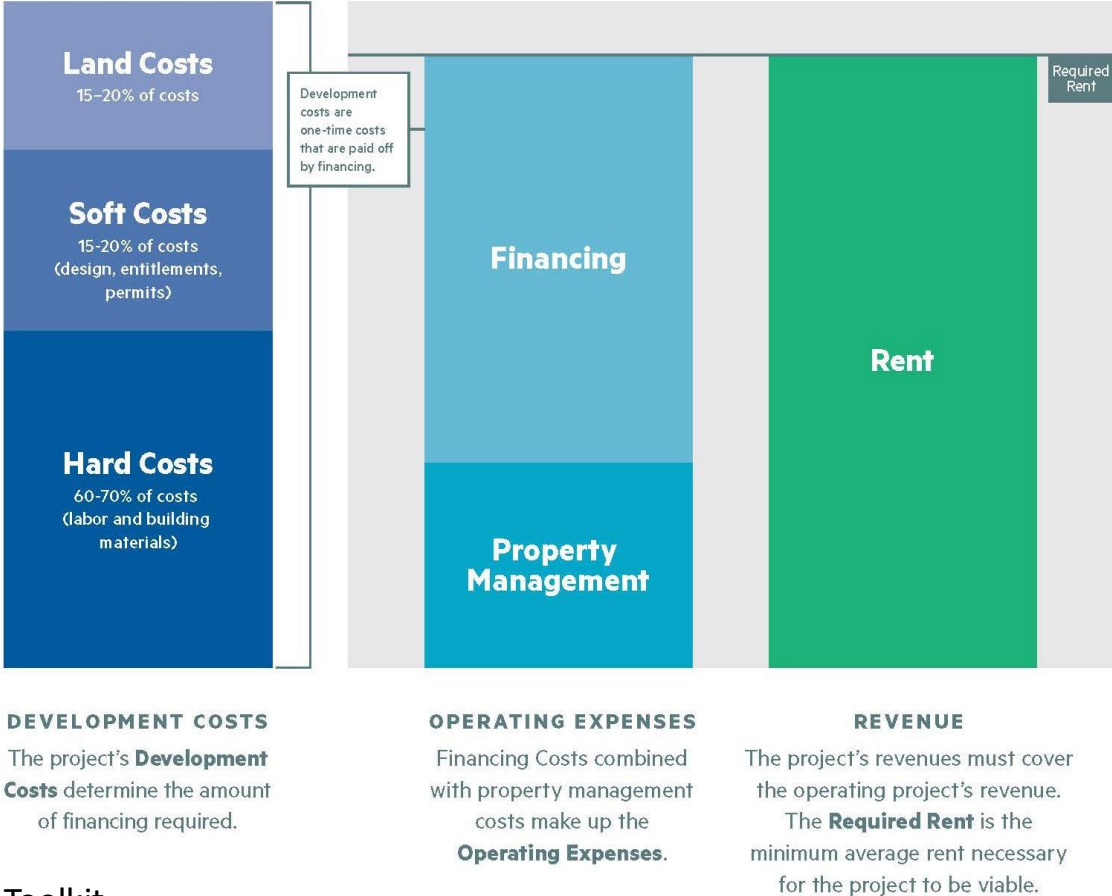 Land Costs
15–20% of costs
Soft Costs
15-20% of costs
(design, entitlements,
permits)
Hard Costs
60-70% of costs
(labor and building
materials)
Development
costs are
one-time costs
that are paid off
by financing.
Financing
Property
Management
Rent
Required
Rent
DEVELOPMENT COSTS
The project's Development
Costs determine the amount
of financing required.
OPERATING EXPENSES
Financing Costs combined
with property management
costs make up the
Operating Expenses.
REVENUE
The project's revenues must cover
the operating project's revenue.
The Required Rent is the
minimum average rent necessary
for the project to be viable.
Toolkit